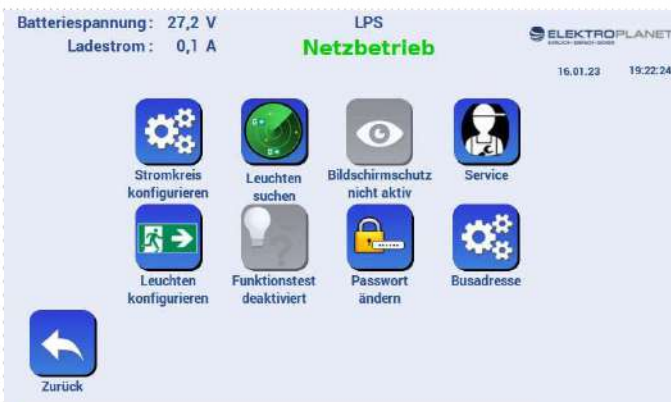 Batteriespannung: 27,2 V
Ladestrom: 0,1 A
LPS
Netzbetrieb
ELEKTROPLANET
16.01.23 19:22:24
Stromkreis
konfigurieren
Leuchten
suchen
Bildschirmschutz
nicht aktiv
Service
Leuchten
konfigurieren
Funktionstest
deaktiviert
Passwort
ändern
Busadresse
Zurück